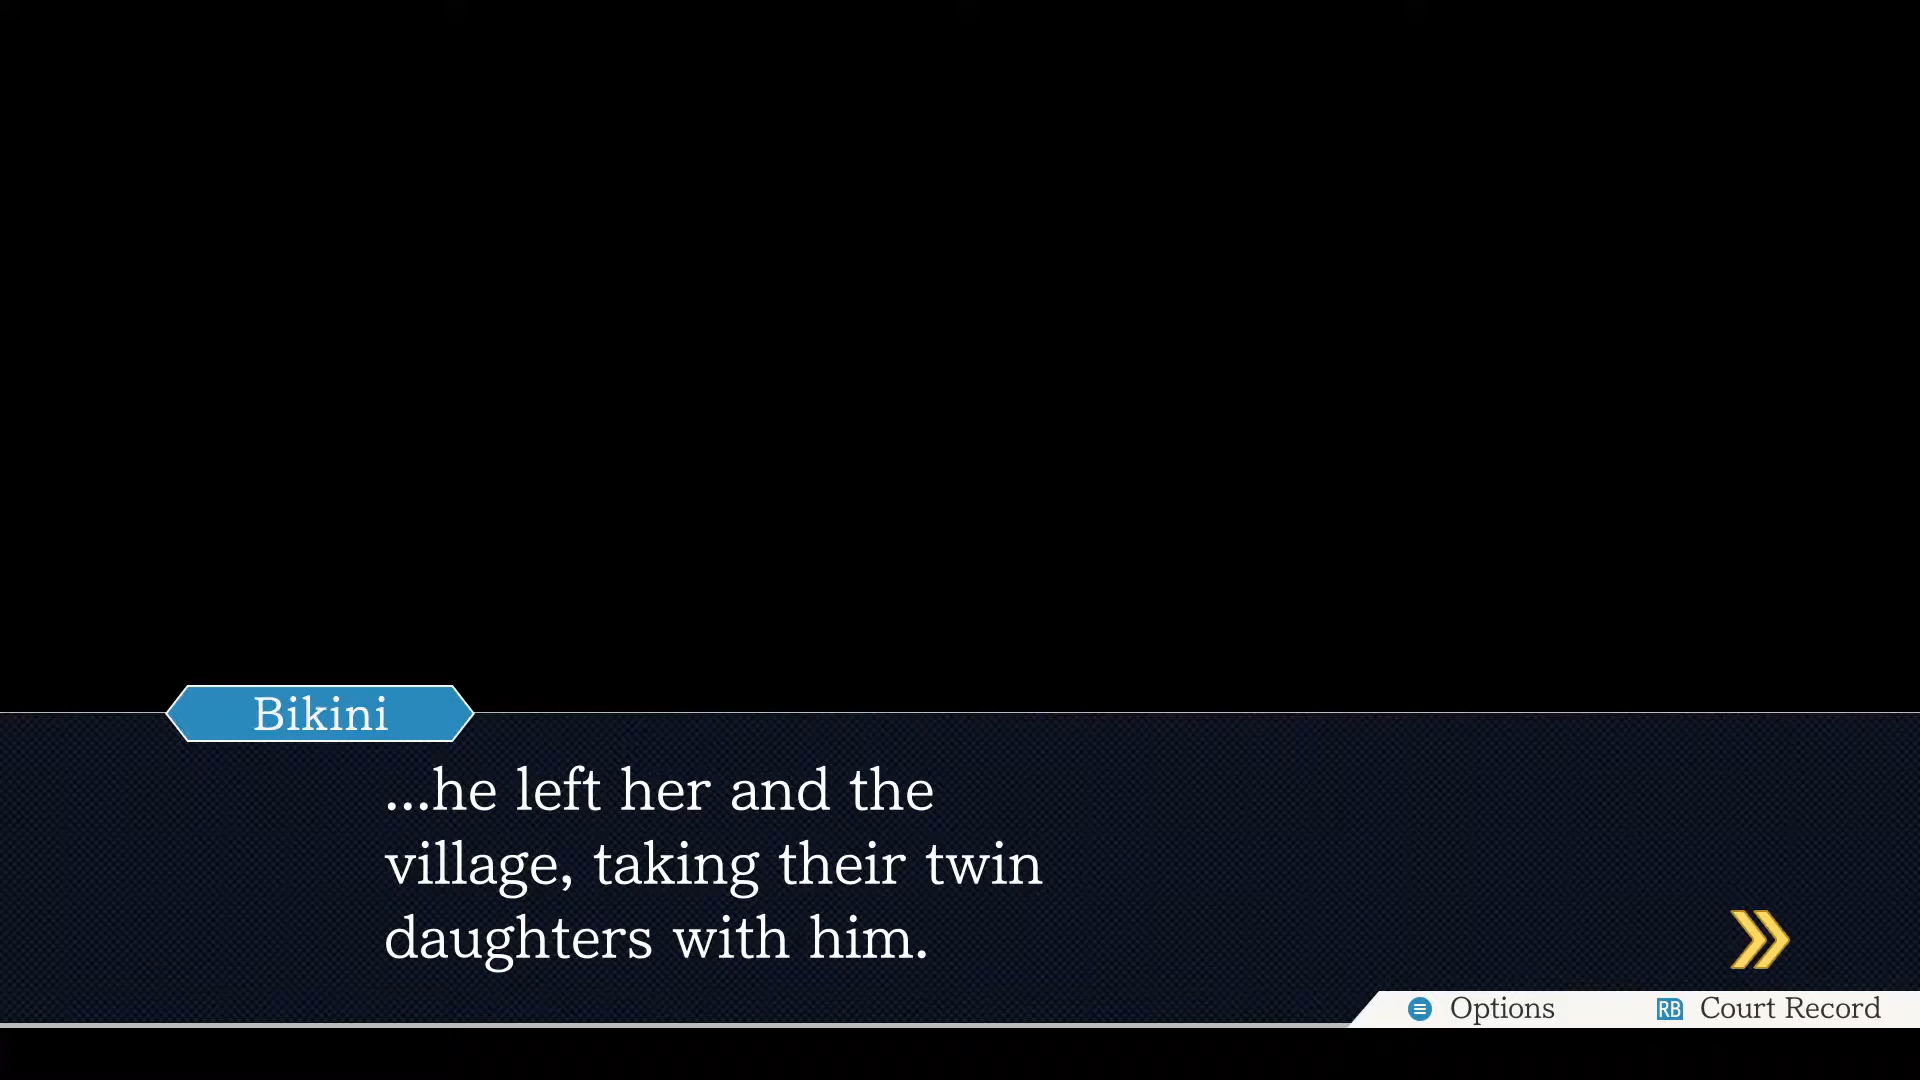 Bikini
...he left her and the
village, taking their twin
daughters with him.
Options
RB Court Record